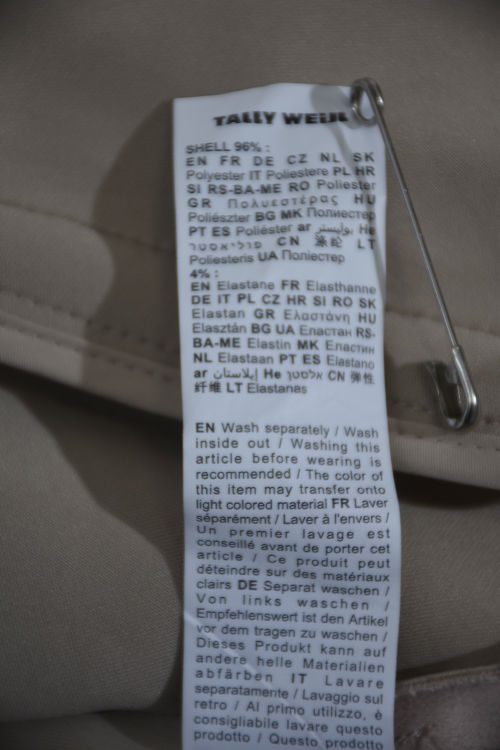 TALLY WEiJL
SHELL 96% :
EN FR DE CZ NL SK
Polyester IT Poliestere PL HR
SI RS-BA-ME RO Poliester
GR Πολυεστέρας HU
Poliészter BG MK Полиестер
PT ES Poliéster ar بوليستر He
פוליאסטר CN 涤纶 LT
Poliesteris UA Поліестер
4% :
EN Elastane FR Elasthanne
DE IT PL CZ HR SI RO SK
Elastan GR Ελαστάνη HU
Elasztán BG UA Еластан RS-
BA-ME Elastin MK Еластин
NL Elastaan PT ES Elastano
ar إيلاستان He אלסטן CN 弹性
纤维 LT Elastanas
EN Wash separately / Wash
inside out / Washing this
article before wearing is
recommended / The color of
this item may transfer onto
light colored material FR Laver
séparément / Laver à l'envers /
Un premier lavage est
conseillé avant de porter cet
article / Ce produit peut
déteindre sur des matériaux
clairs DE Separat waschen /
Von links waschen /
Empfehlenswert ist den Artikel
vor dem tragen zu waschen /
Dieses Produkt kann auf
andere helle Materialien
abfärben IT Lavare
separatamente / Lavaggio sul
retro / Al primo utilizzo, è
consigliabile lavare questo
prodotto / Questo prodotto